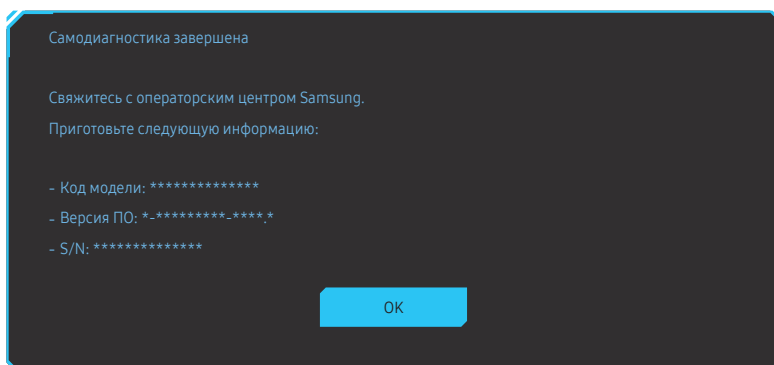 Самодиагностика завершена
Свяжитесь с операторским центром Samsung.
Приготовьте следующую информацию:
- Код модели: **************
- Версия ПО: *-*********-****.*
- S/N: **************
OK